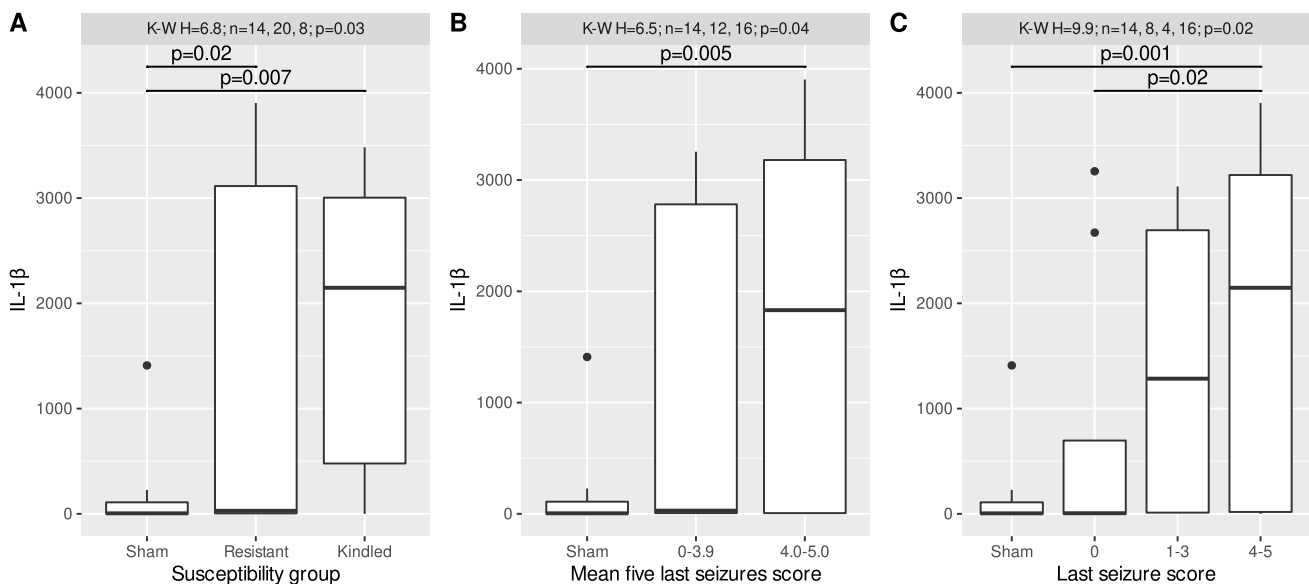 A
K-W H=6.8; n=14, 20, 8; p=0.03
p=0.02
p=0.007
4000
3000
2000
1000
0
IL-1β
Sham Resistant Kindled
Susceptibility group
B
K-W H=6.5; n=14, 12, 16; p=0.04
p=0.005
4000
3000
2000
1000
0
IL-1β
Sham 0-3.9 4.0-5.0
Mean five last seizures score
C
K-W H=9.9; n=14, 8, 4, 16; p=0.02
p=0.001
p=0.02
4000
3000
2000
1000
0
IL-1β
Sham 0 1-3 4-5
Last seizure score